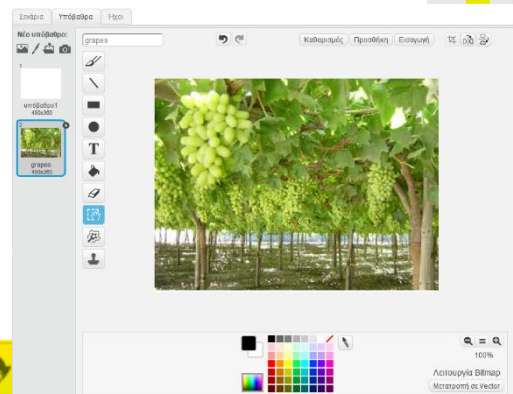 Σενάρια Υπόβαθρα Ήχοι
Νέο υπόβαθρο:
grapes
Καθαρισμός Προσθήκη Εισαγωγή
1
υπόβαθρο1
480x360
2
grapes
480x360
T
100%
Λειτουργία Bitmap
Μετατροπή σε Vector